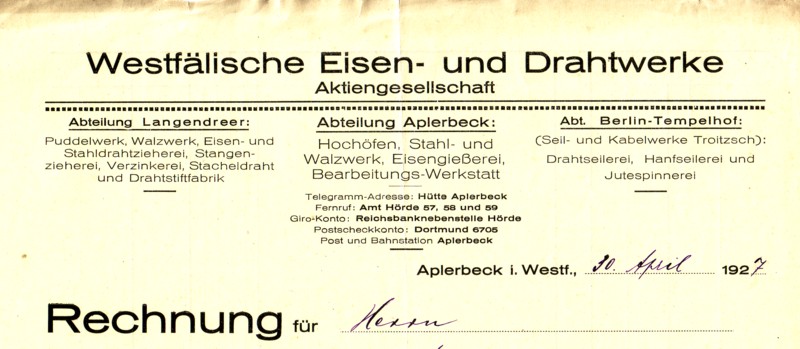 Westfälische Eisen- und Drahtwerke
Aktiengesellschaft
Abteilung Langendreer:
Puddelwerk, Walzwerk, Eisen- und
Stahldrahtzieherei, Stangen-
zieherei, Verzinkerei, Stacheldraht
und Drahtstiftfabrik
Abteilung Aplerbeck:
Hochöfen, Stahl- und
Walzwerk, Eisengießerei,
Bearbeitungs-Werkstatt
Telegramm-Adresse: Hütte Aplerbeck
Fernruf: Amt Hörde 57, 58 und 59
Giro-Konto: Reichsbanknebenstelle Hörde
Postscheckkonto: Dortmund 6705
Post und Bahnstation Aplerbeck
Abt. Berlin-Tempelhof:
(Seil- und Kabelwerke Troitzsch):
Drahtseilerei, Hanfseilerei und
Jutespinnerei
Aplerbeck i. Westf., 30. April 1927
Rechnung für Herrn